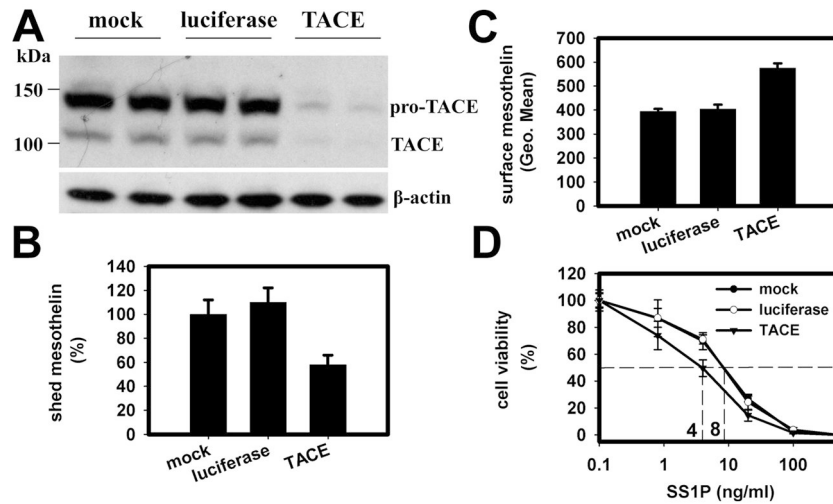 A
mock luciferase TACE
kDa
150
100
pro-TACE
TACE
β-actin
B
shed mesothelin
(%)
140
120
100
80
60
40
20
0
mock
luciferase
TACE
C
surface mesothelin
(Geo. Mean)
700
600
500
400
300
200
100
0
mock
luciferase
TACE
D
cell viability
(%)
120
100
80
60
40
20
0
mock
luciferase
TACE
4 8
0.1 1 10 100
SS1P (ng/ml)